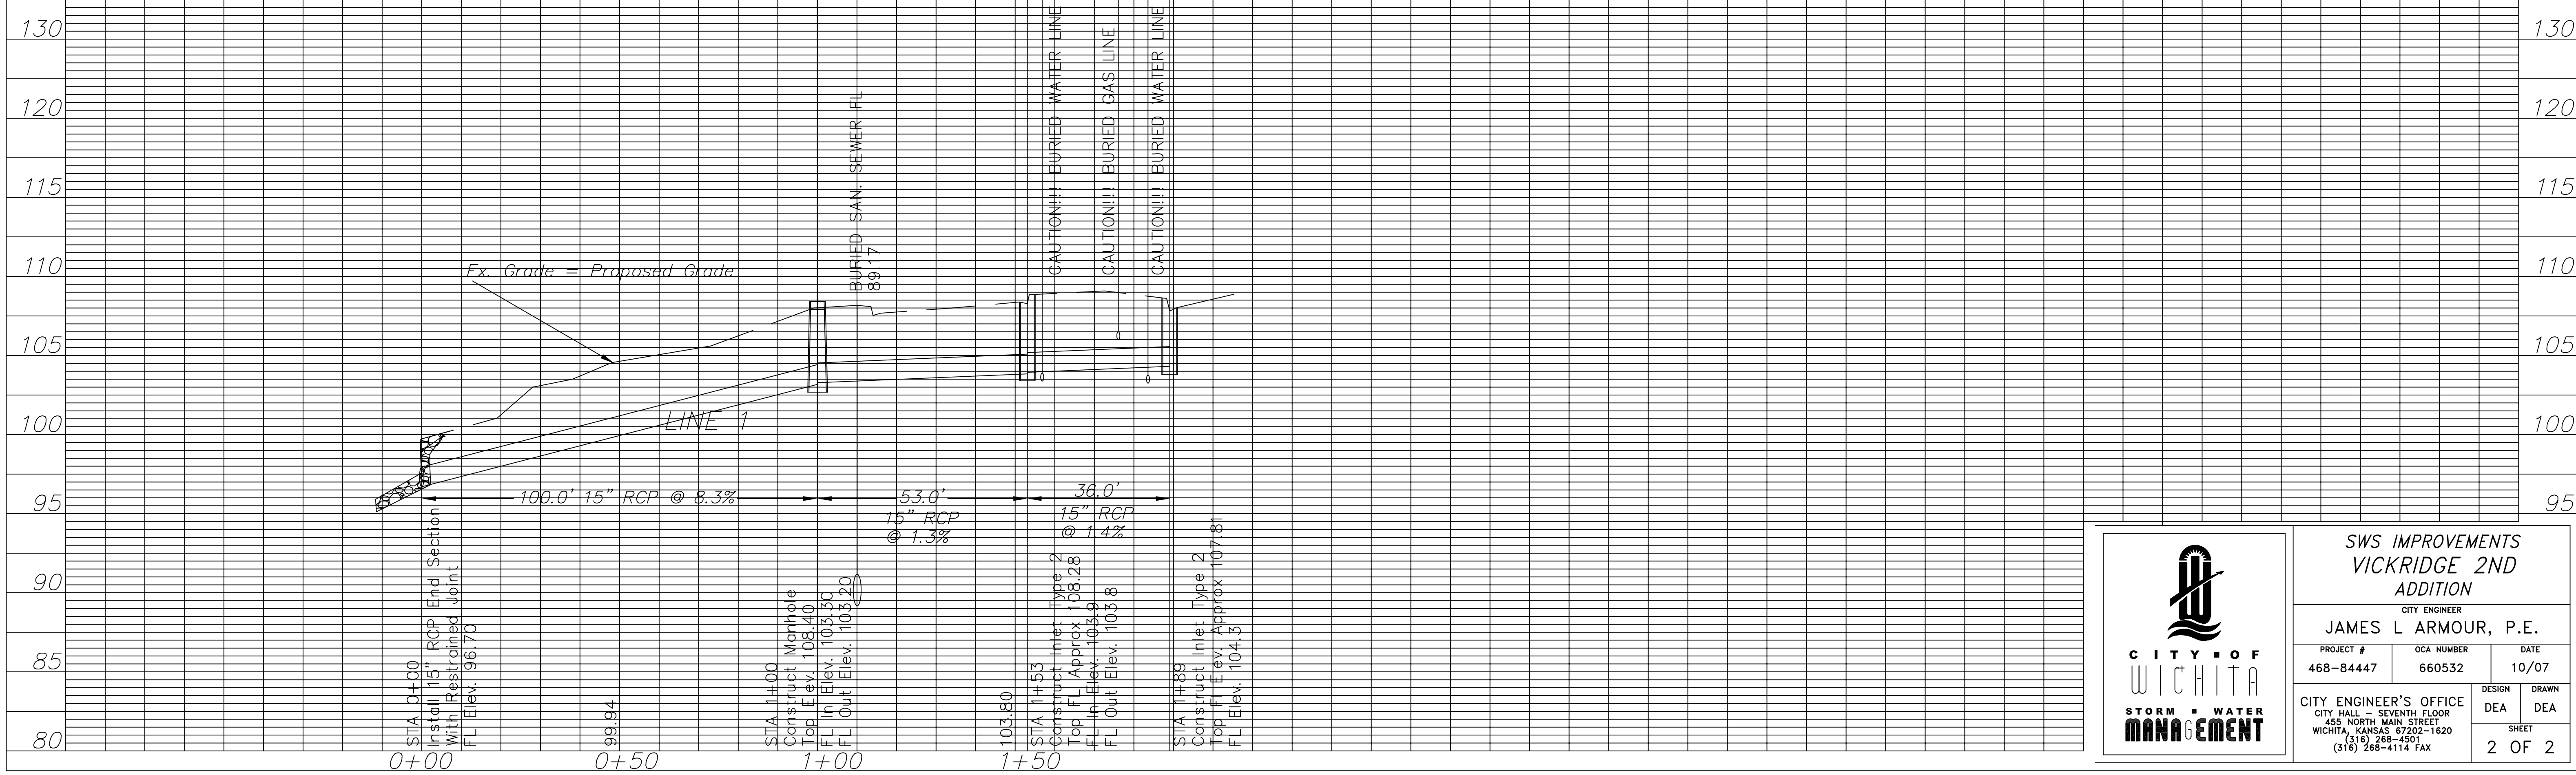 130
120
115
110
105
100
95
90
85
80
130
120
115
110
105
100
95
BURIED SAN. SEWER FL
89.17
CAUTION!!! BURIED WATER LINE
CAUTION!!! BURIED GAS LINE
CAUTION!!! BURIED WATER LINE
Ex. Grade = Proposed Grade
LINE 1
100.0' 15" RCP @ 8.3%
53.0'
15" RCP
@ 1.3%
36.0'
15" RCP
@ 1.4%
STA 0+00
Install 15" RCP End Section
With Restrained Joint
FL Elev. 96.70
99.94
STA 1+00
Construct Manhole
Top Elev. 108.40
FL In Elev. 103.30
FL Out Elev. 103.20
103.80
STA 1+53
Construct Inlet Type 2
Top FL Approx 108.28
FL In Elev. 103.9
FL Out Elev. 103.8
STA 1+89
Construct Inlet Type 2
Top Fl Elev. Approx 107.81
FL Elev. 104.3
0+00
0+50
1+00
1+50
CITY OF
WICHITA
STORM WATER
MANAGEMENT
SWS IMPROVEMENTS
VICKRIDGE 2ND
ADDITION
CITY ENGINEER
JAMES L ARMOUR, P.E.
PROJECT # OCA NUMBER DATE
468-84447 660532 10/07
CITY ENGINEER'S OFFICE
CITY HALL - SEVENTH FLOOR
455 NORTH MAIN STREET
WICHITA, KANSAS 67202-1620
(316) 268-4501
(316) 268-4114 FAX
DESIGN DRAWN
DEA DEA
SHEET
2 OF 2